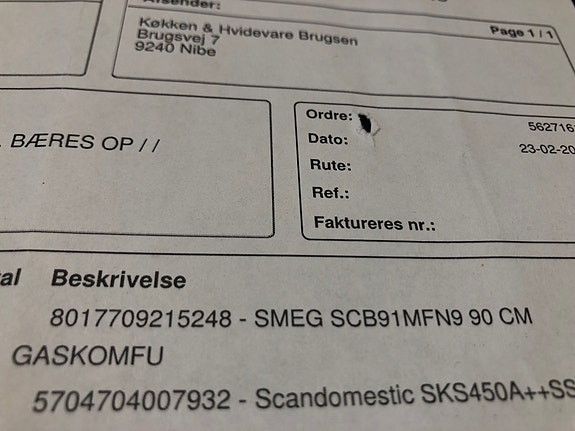 Afsender:
Køkken & Hvidevare Brugsen
Brugsvej 7
9240 Nibe
Page 1 / 1
. BÆRES OP / /
Ordre: 562716
Dato: 23-02-20
Rute:
Ref.:
Faktureres nr.:
al Beskrivelse
8017709215248 - SMEG SCB91MFN9 90 CM
GASKOMFU
5704704007932 - Scandomestic SKS450A++SS